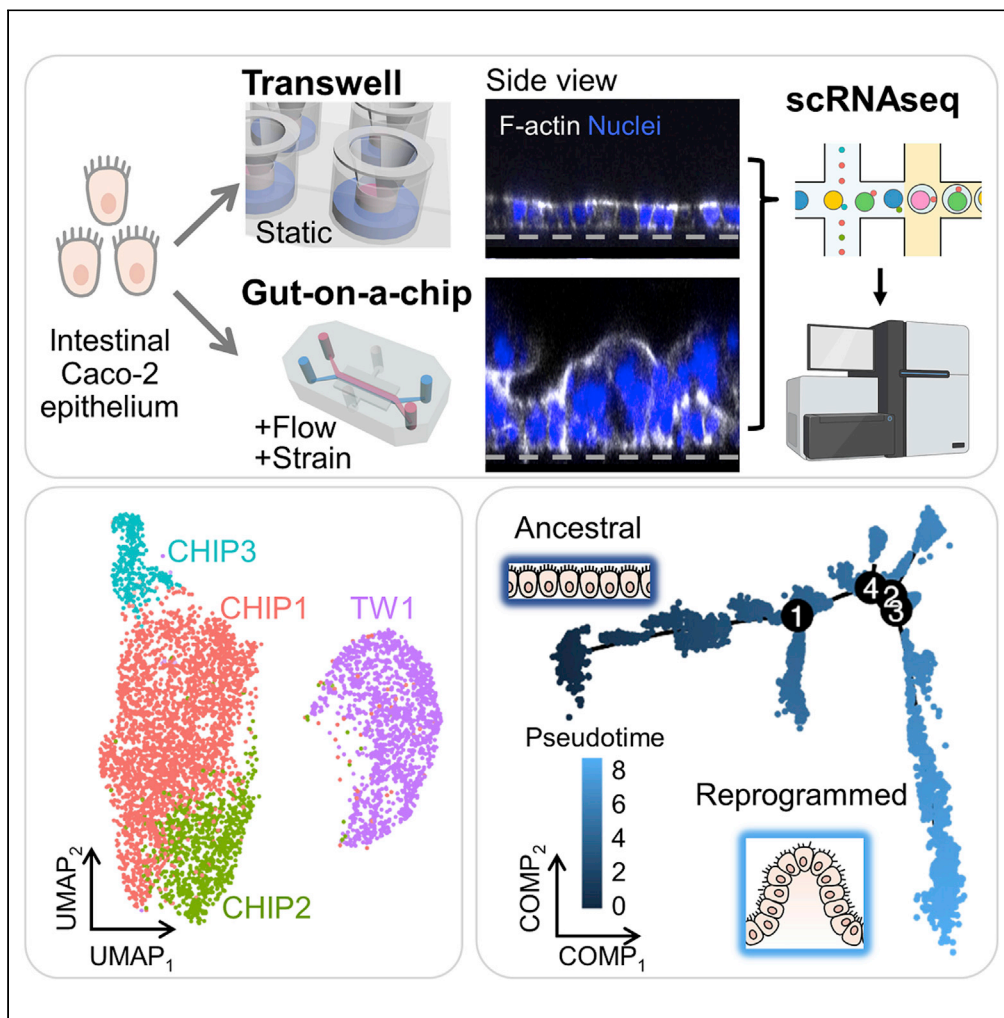 Transwell
Static
Side view
F-actin Nuclei
scRNAseq
Intestinal
Caco-2
epithelium
Gut-on-a-chip
+Flow
+Strain
CHIP3
CHIP1
TW1
CHIP2
UMAP2
UMAP1
Ancestral
1
4
2
3
Pseudotime
8
6
4
2
0
Reprogrammed
COMP2
COMP1